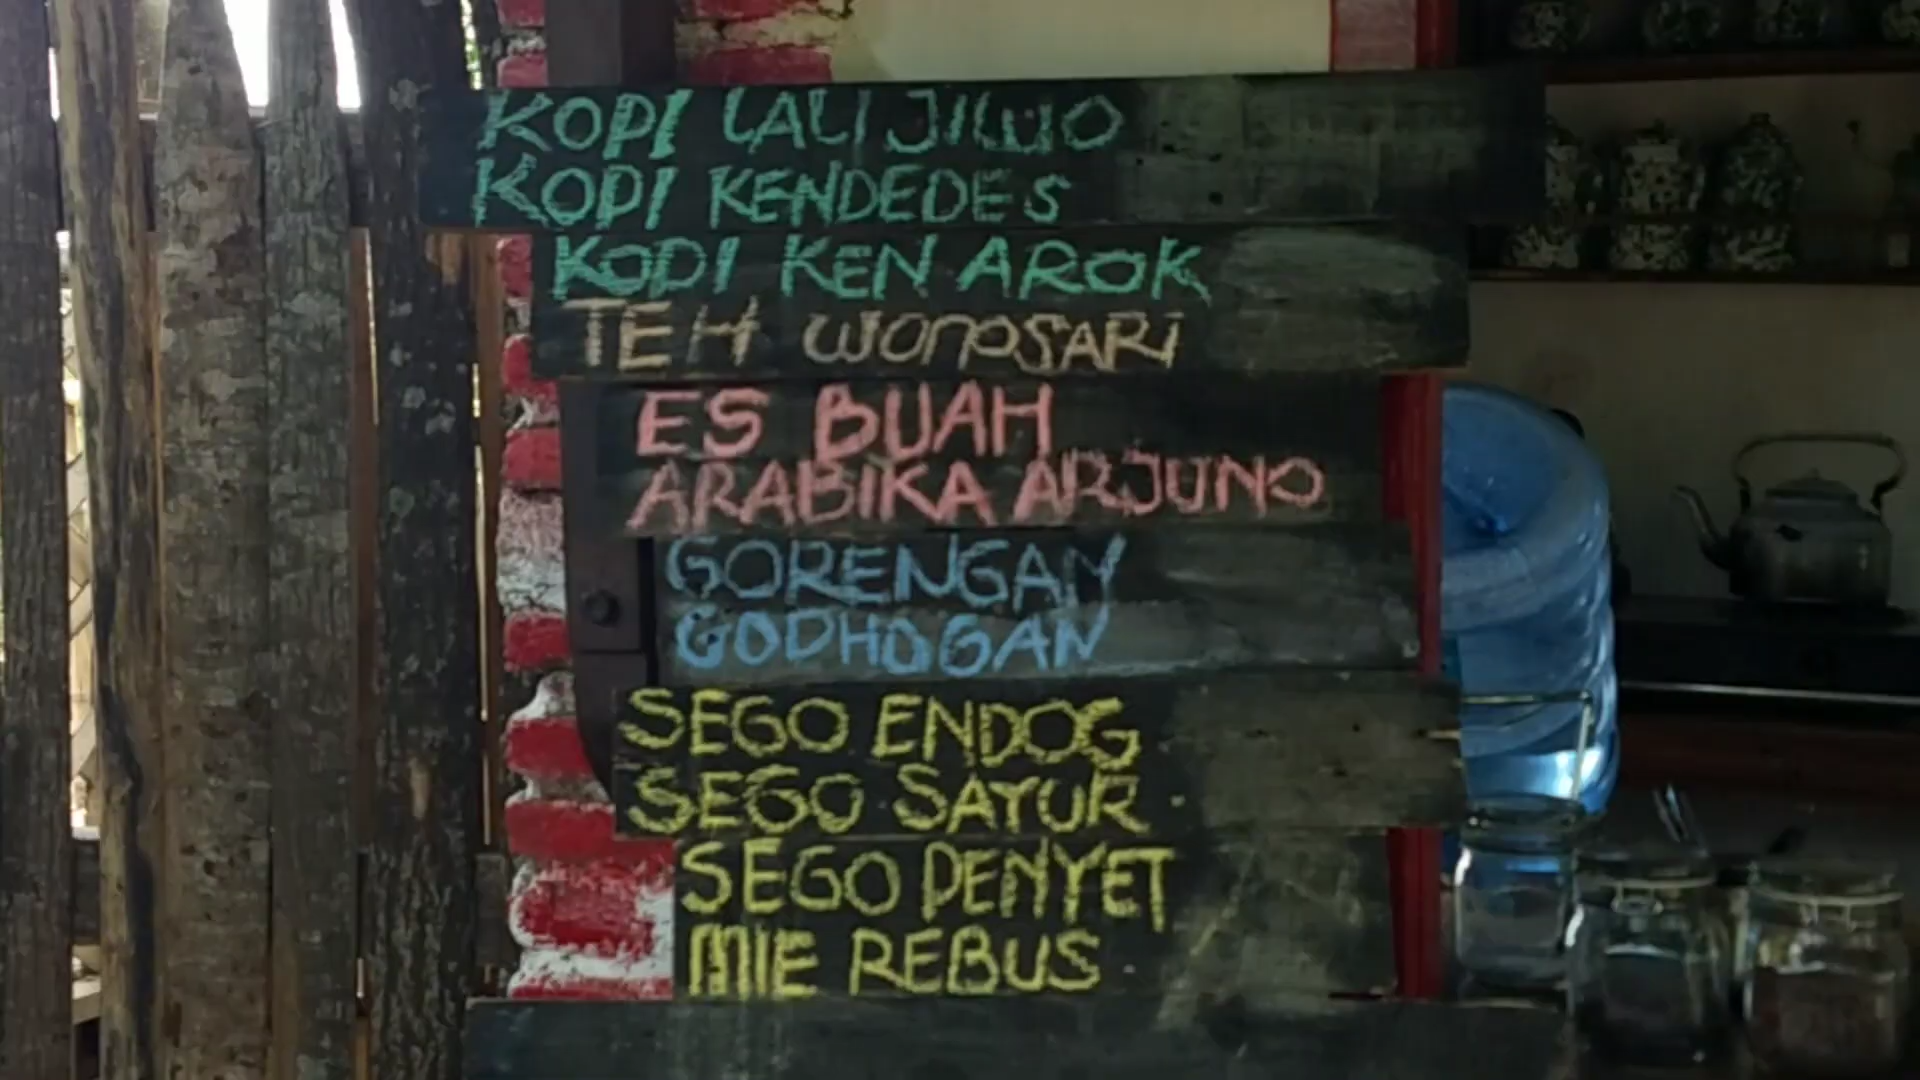 KOPI LALI JIWO
KOPI KENDEDES
KOPI KEN AROK
TEH WONOSARI
ES BUAH
ARABIKA ARJUNO
GORENGAN
GODHOGAN
SEGO ENDOG
SEGO SAYUR
SEGO PENYET
MIE REBUS